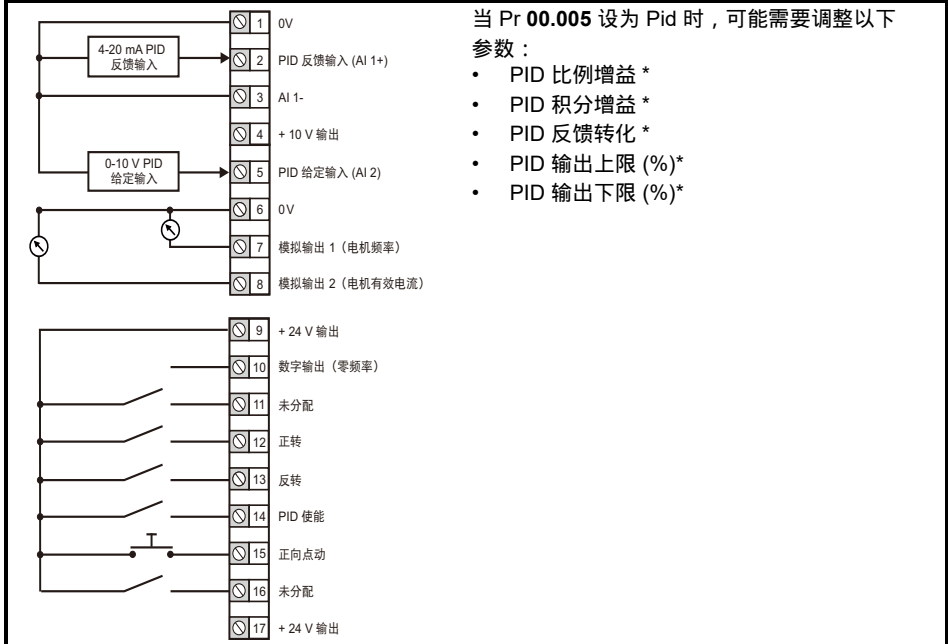 1 0V
4-20 mA PID
反馈输入
2 PID 反馈输入 (AI 1+)
3 AI 1-
4 + 10 V 输出
0-10 V PID
给定输入
5 PID 给定输入 (AI 2)
6 0V
7 模拟输出 1（电机频率）
8 模拟输出 2（电机有效电流）
9 + 24 V 输出
10 数字输出（零频率）
11 未分配
12 正转
13 反转
14 PID 使能
15 正向点动
16 未分配
17 + 24 V 输出
当 Pr 00.005 设为 Pid 时，可能需要调整以下
参数：
• PID 比例增益 *
• PID 积分增益 *
• PID 反馈转化 *
• PID 输出上限 (%)*
• PID 输出下限 (%)*